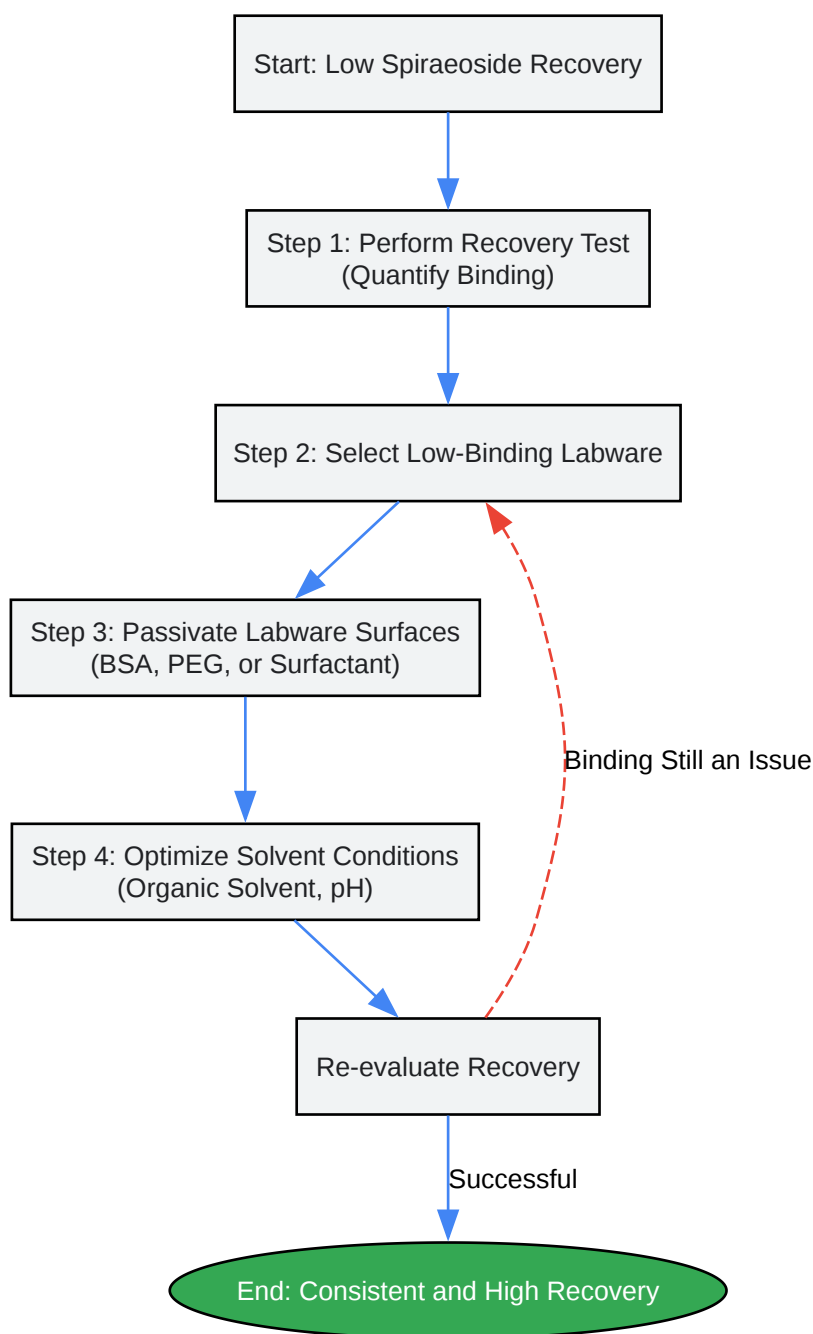 Start: Low Spiraeoside Recovery
Step 1: Perform Recovery Test
(Quantify Binding)
Step 2: Select Low-Binding Labware
Step 3: Passivate Labware Surfaces
(BSA, PEG, or Surfactant)
Binding Still an Issue
Step 4: Optimize Solvent Conditions
(Organic Solvent, pH)
Re-evaluate Recovery
Successful
End: Consistent and High Recovery